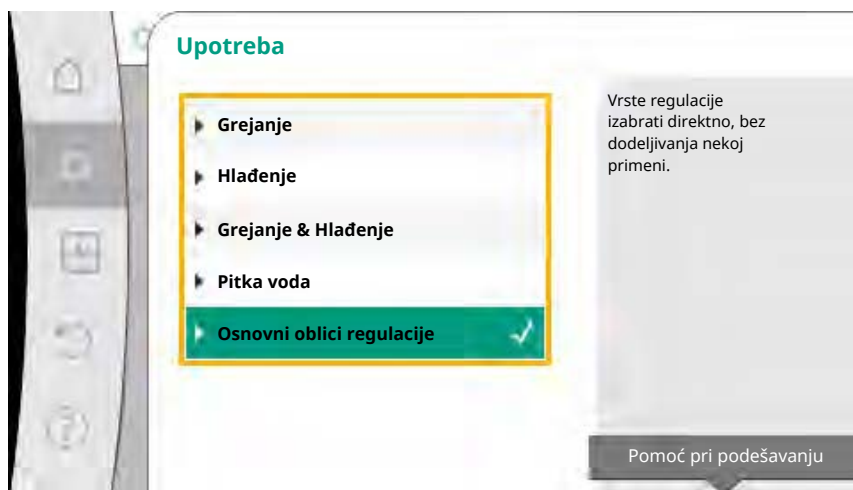 Upotreba
Grejanje
Hlađenje
Grejanje & Hlađenje
Pitka voda
Osnovni oblici regulacije
Vrste regulacije
izabrati direktno, bez
dodeljivanja nekoj
primeni.
Pomoć pri podešavanju